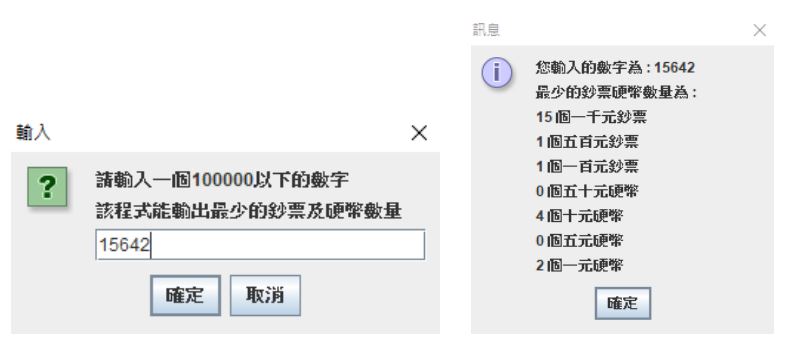 輸入
請輸入一個100000以下的數字
該程式能輸出最少的鈔票及硬幣數量
15642
確定
取消
訊息
您輸入的數字為 : 15642
最少的鈔票硬幣數量為 :
15個一千元鈔票
1個五百元鈔票
1個一百元鈔票
0個五十元硬幣
4個十元硬幣
0個五元硬幣
2個一元硬幣
確定